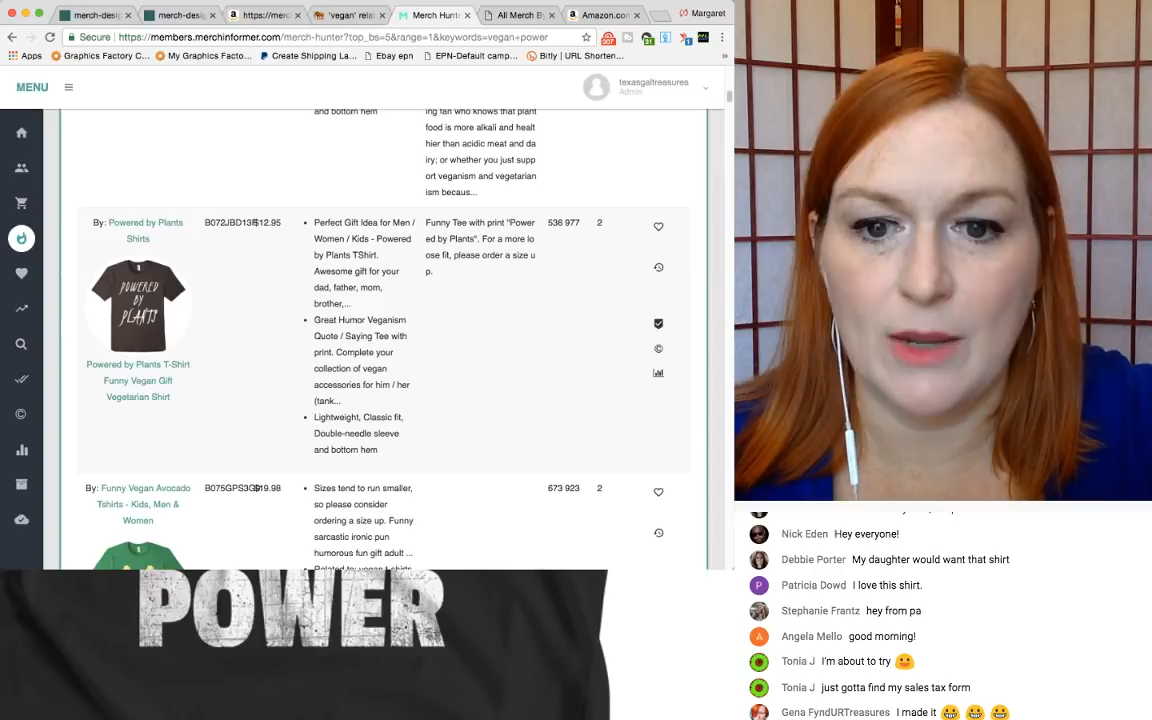 merch-desig
merch-desig
https://merc
'vegan' relat
Merch Hunt
All Merch By
Amazon.co
Margaret
Secure https://members.merchinformer.com/merch-hunter?top_bs=5&range=1&keywords=vegan+power
307
31
1
Apps
Graphics Factory C...
My Graphics Factor...
Create Shipping La...
Ebay epn
EPN-Default camp...
Bitly | URL Shorten...
»
MENU
texasgaltreasures
Admin
and bottom hem
ing fan who knows that plant
food is more alkali and healt
hier than acidic meat and da
iry; or whether you just supp
ort veganism and vegetarian
ism becaus...
By: Powered by Plants
Shirts
POWERED
BY
PLANTS
Powered by Plants T-Shirt
Funny Vegan Gift
Vegetarian Shirt
$12.95
Perfect Gift Idea for Men /
Women / Kids - Powered
by Plants TShirt.
Awesome gift for your
dad, father, mom,
brother,...
Great Humor Veganism
Quote / Saying Tee with
print. Complete your
collection of vegan
accessories for him / her
(tank...
Lightweight, Classic fit,
Double-needle sleeve
and bottom hem
Funny Tee with print "Power
ed by Plants". For a more lo
ose fit, please order a size u
p.
536 977
2
By: Funny Vegan Avocado
Tshirts - Kids, Men &
Women
$19.98
Sizes tend to run smaller,
so please consider
ordering a size up. Funny
sarcastic ironic pun
humorous fun gift adult ...
Related to: vegan t-shirts
673 923
2
POWER
Nick Eden Hey everyone!
Debbie Porter My daughter would want that shirt
P
Patricia Dowd I love this shirt.
Stephanie Frantz hey from pa
A
Angela Mello good morning!
Tonia J I'm about to try
Tonia J just gotta find my sales tax form
Gena FyndURTreasures I made it